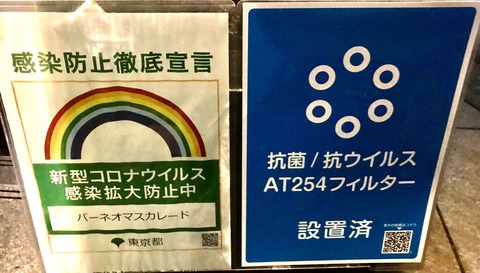 感染防止徹底宣言
新型コロナウイルス
感染拡大防止中
バーネオマスカレード
東京都
抗菌/抗ウイルス
AT254フィルター
設置済